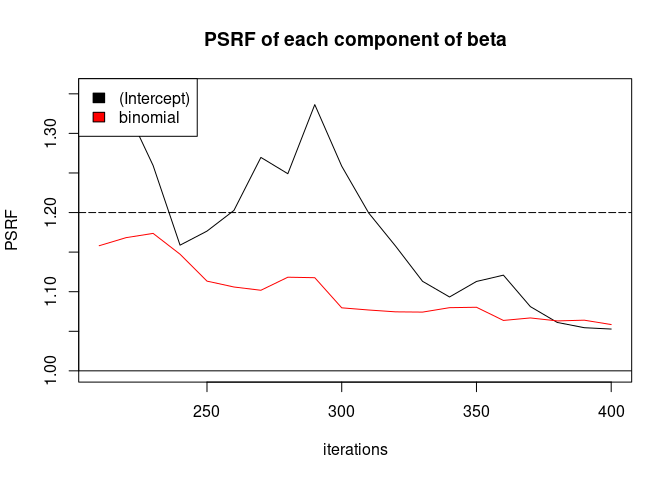 PSRF of each component of beta
(Intercept)
binomial
PSRF
1.30
1.20
1.10
1.00
250 300 350 400
iterations